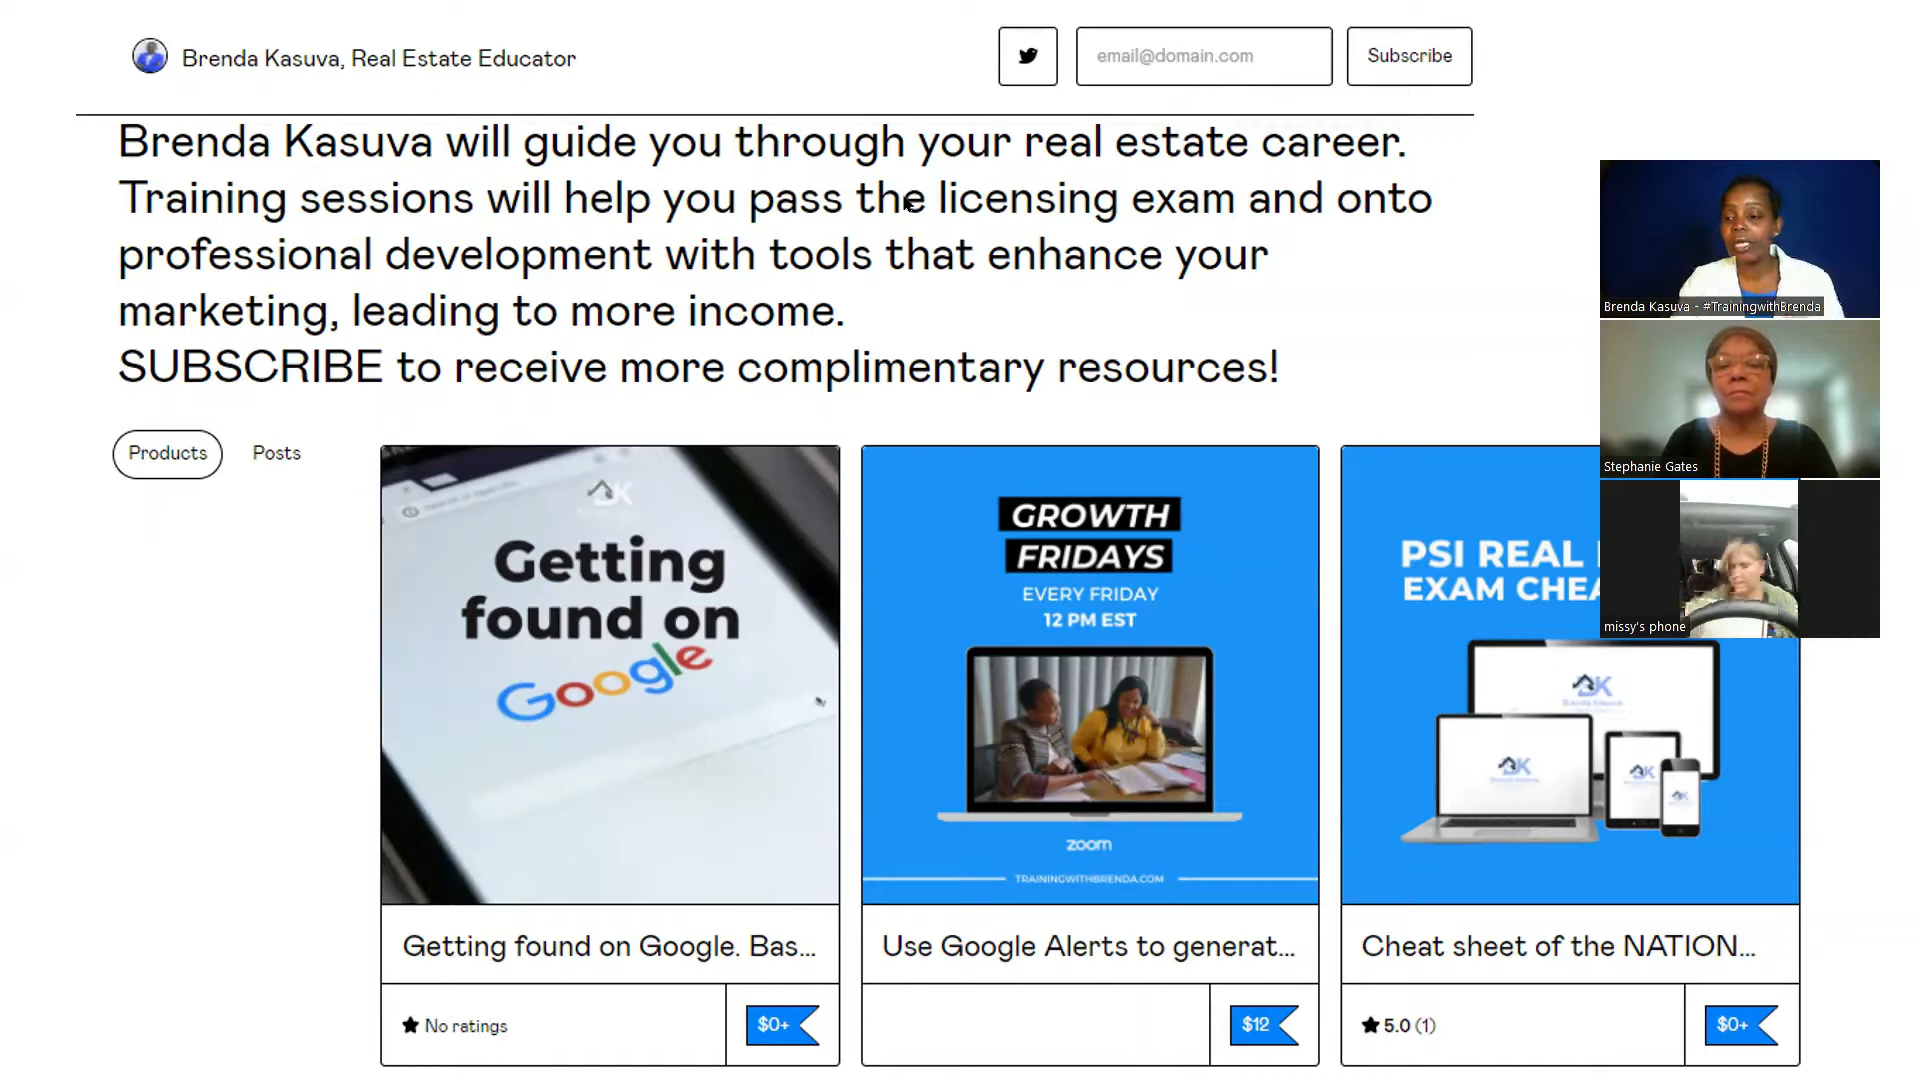 Brenda Kasuva, Real Estate Educator
email@domain.com
Subscribe
Brenda Kasuva will guide you through your real estate career.
Training sessions will help you pass the licensing exam and onto
professional development with tools that enhance your
marketing, leading to more income.
SUBSCRIBE to receive more complimentary resources!
Brenda Kasuva - #TrainingwithBrenda
Stephanie Gates
missy's phone
Products
Posts
Getting
found on
Google
GROWTH
FRIDAYS
EVERY FRIDAY
12 PM EST
zoom
TRAININGWITHBRENDA.COM
PSI REAL
EXAM CHEA
BK
BK
BK
BK
Getting found on Google. Bas...
Use Google Alerts to generat...
Cheat sheet of the NATION...
No ratings
$0+
$12
5.0 (1)
$0+